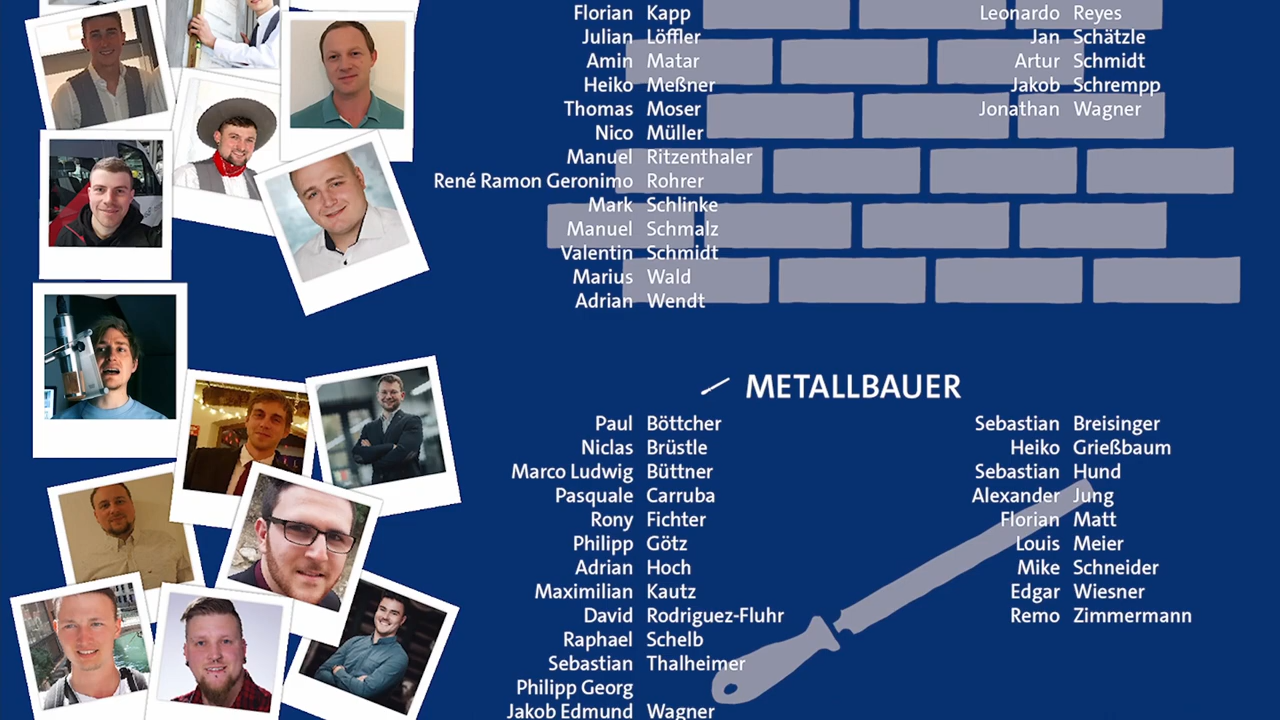 Florian Kapp
Julian Löffler
Amin Matar
Heiko Meßner
Thomas Moser
Nico Müller
Manuel Ritzenthaler
René Ramon Geronimo Rohrer
Mark Schlinke
Manuel Schmalz
Valentin Schmidt
Marius Wald
Adrian Wendt
Leonardo Reyes
Jan Schätzle
Artur Schmidt
Jakob Schrempp
Jonathan Wagner
METALLBAUER
Paul Böttcher
Niclas Brüstle
Marco Ludwig Büttner
Pasquale Carruba
Rony Fichter
Philipp Götz
Adrian Hoch
Maximilian Kautz
David Rodriguez-Fluhr
Raphael Schelb
Sebastian Thalheimer
Philipp Georg
Jakob Edmund Wagner
Sebastian Breisinger
Heiko Grießbaum
Sebastian Hund
Alexander Jung
Florian Matt
Louis Meier
Mike Schneider
Edgar Wiesner
Remo Zimmermann